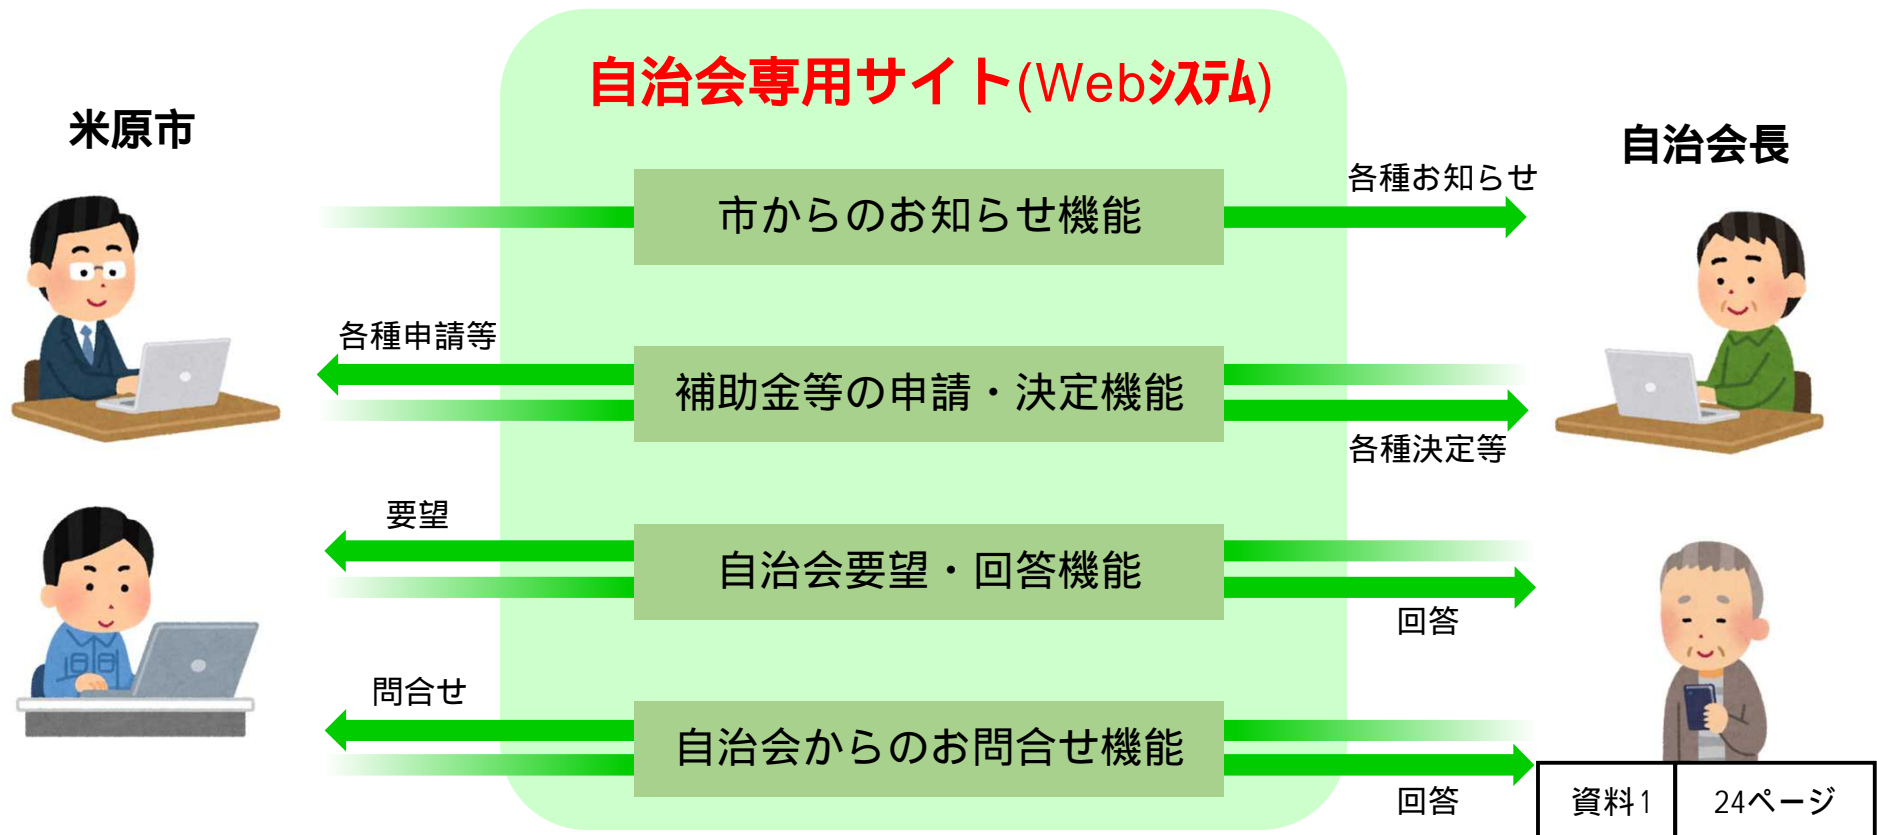 自治会専用サイト(Webシステム)
米原市
自治会長
各種お知らせ
市からのお知らせ機能
各種申請等
補助金等の申請・決定機能
各種決定等
要望
自治会要望・回答機能
回答
問合せ
自治会からのお問合せ機能
回答
資料1 24ページ